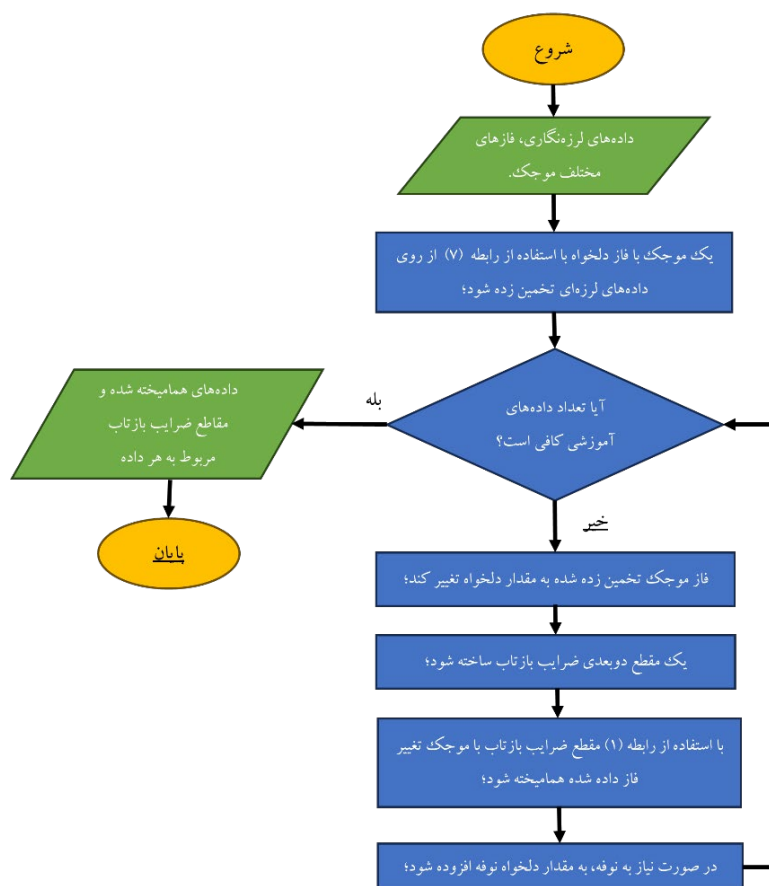 شروع
داده‌های لرزه‌نگاری، فازهای
مختلف موجک.
یک موجک با فاز دلخواه با استفاده از رابطه (۷) از روی
داده‌های لرزه‌ای تخمین زده شود؛
آیا تعداد داده‌های
آموزشی کافی است؟
بله
داده‌های همامیخته شده و
مقاطع ضرایب بازتاب
مربوط به هر داده
پایان
خیر
فاز موجک تخمین زده شده به مقدار دلخواه تغییر کند؛
یک مقطع دوبعدی ضرایب بازتاب ساخته شود؛
با استفاده از رابطه (۱) مقطع ضرایب بازتاب با موجک تغییر
فاز داده شده همامیخته شود؛
در صورت نیاز به نوفه، به مقدار دلخواه نوفه افزوده شود؛